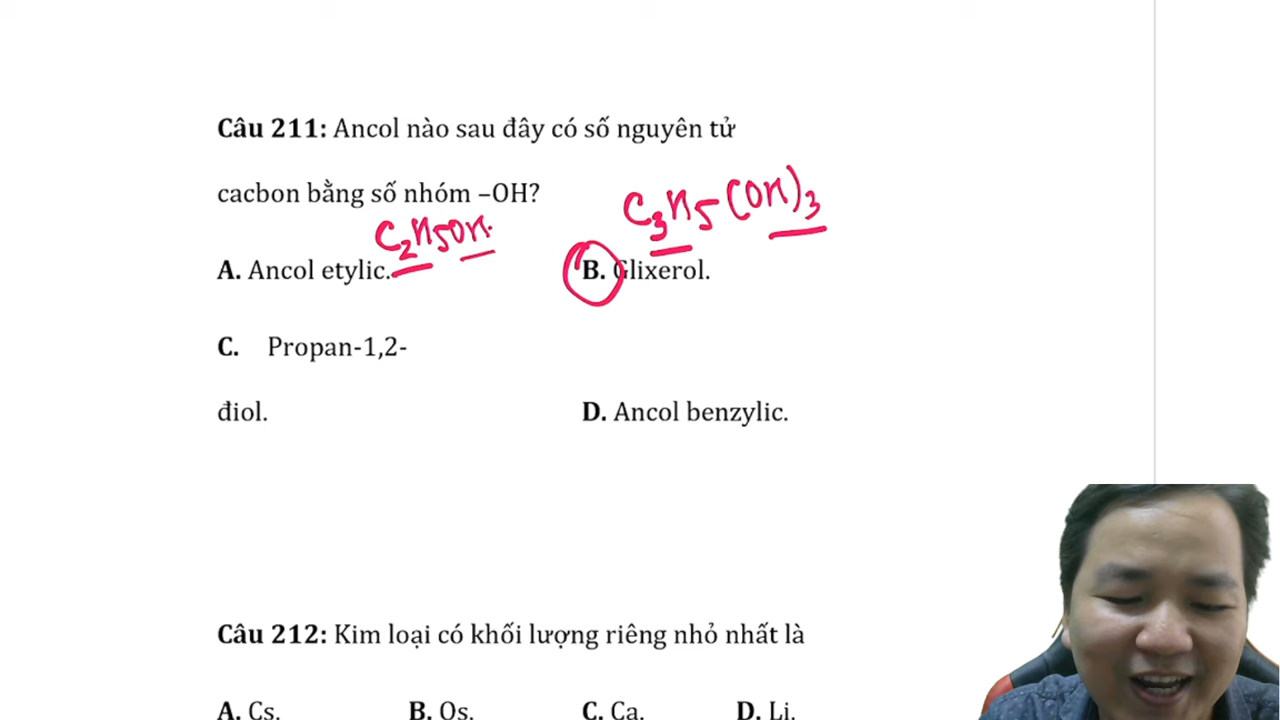 Câu 211: Ancol nào sau đây có số nguyên tử
cacbon bằng số nhóm –OH?
C₃H₅(OH)₃
C₂H₅OH
A. Ancol etylic.
B. Glixerol.
C. Propan-1,2-
điol.
D. Ancol benzylic.
Câu 212: Kim loại có khối lượng riêng nhỏ nhất là
A. Cs.
B. Os.
C. Ca.
D. Li.